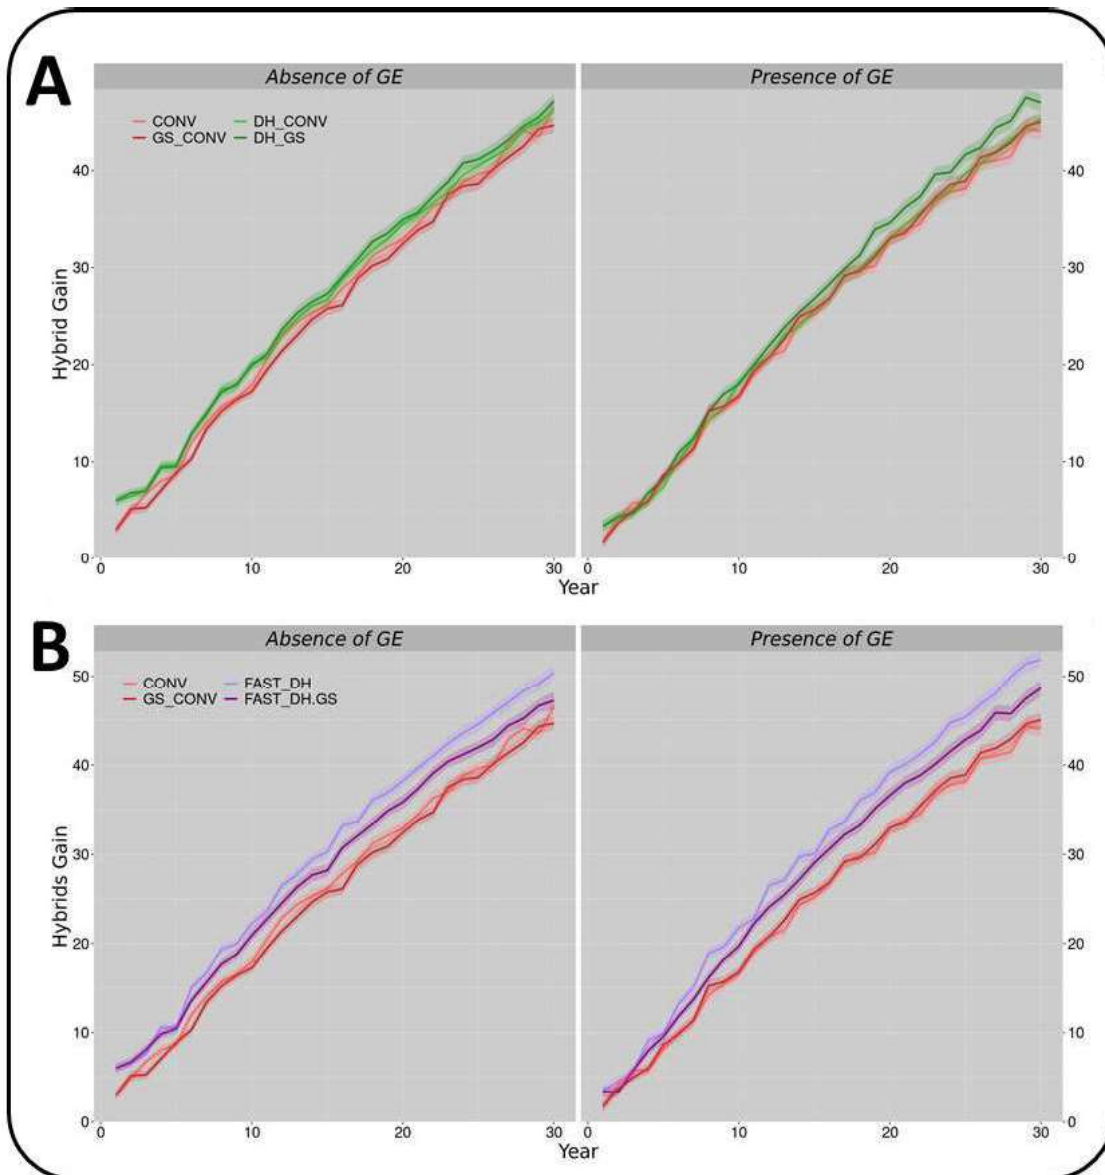 A
Absence of GE
Presence of GE
CONV DH_CONV
GS_CONV DH_GS
Hybrid Gain
40
30
20
10
0
40
30
20
10
0
0 10 20 30
0 10 20 30
Year
B
Absence of GE
Presence of GE
CONV FAST_DH
GS_CONV FAST_DH.GS
Hybrids Gain
50
40
30
20
10
0
50
40
30
20
10
0
0 10 20 30
0 10 20 30
Year